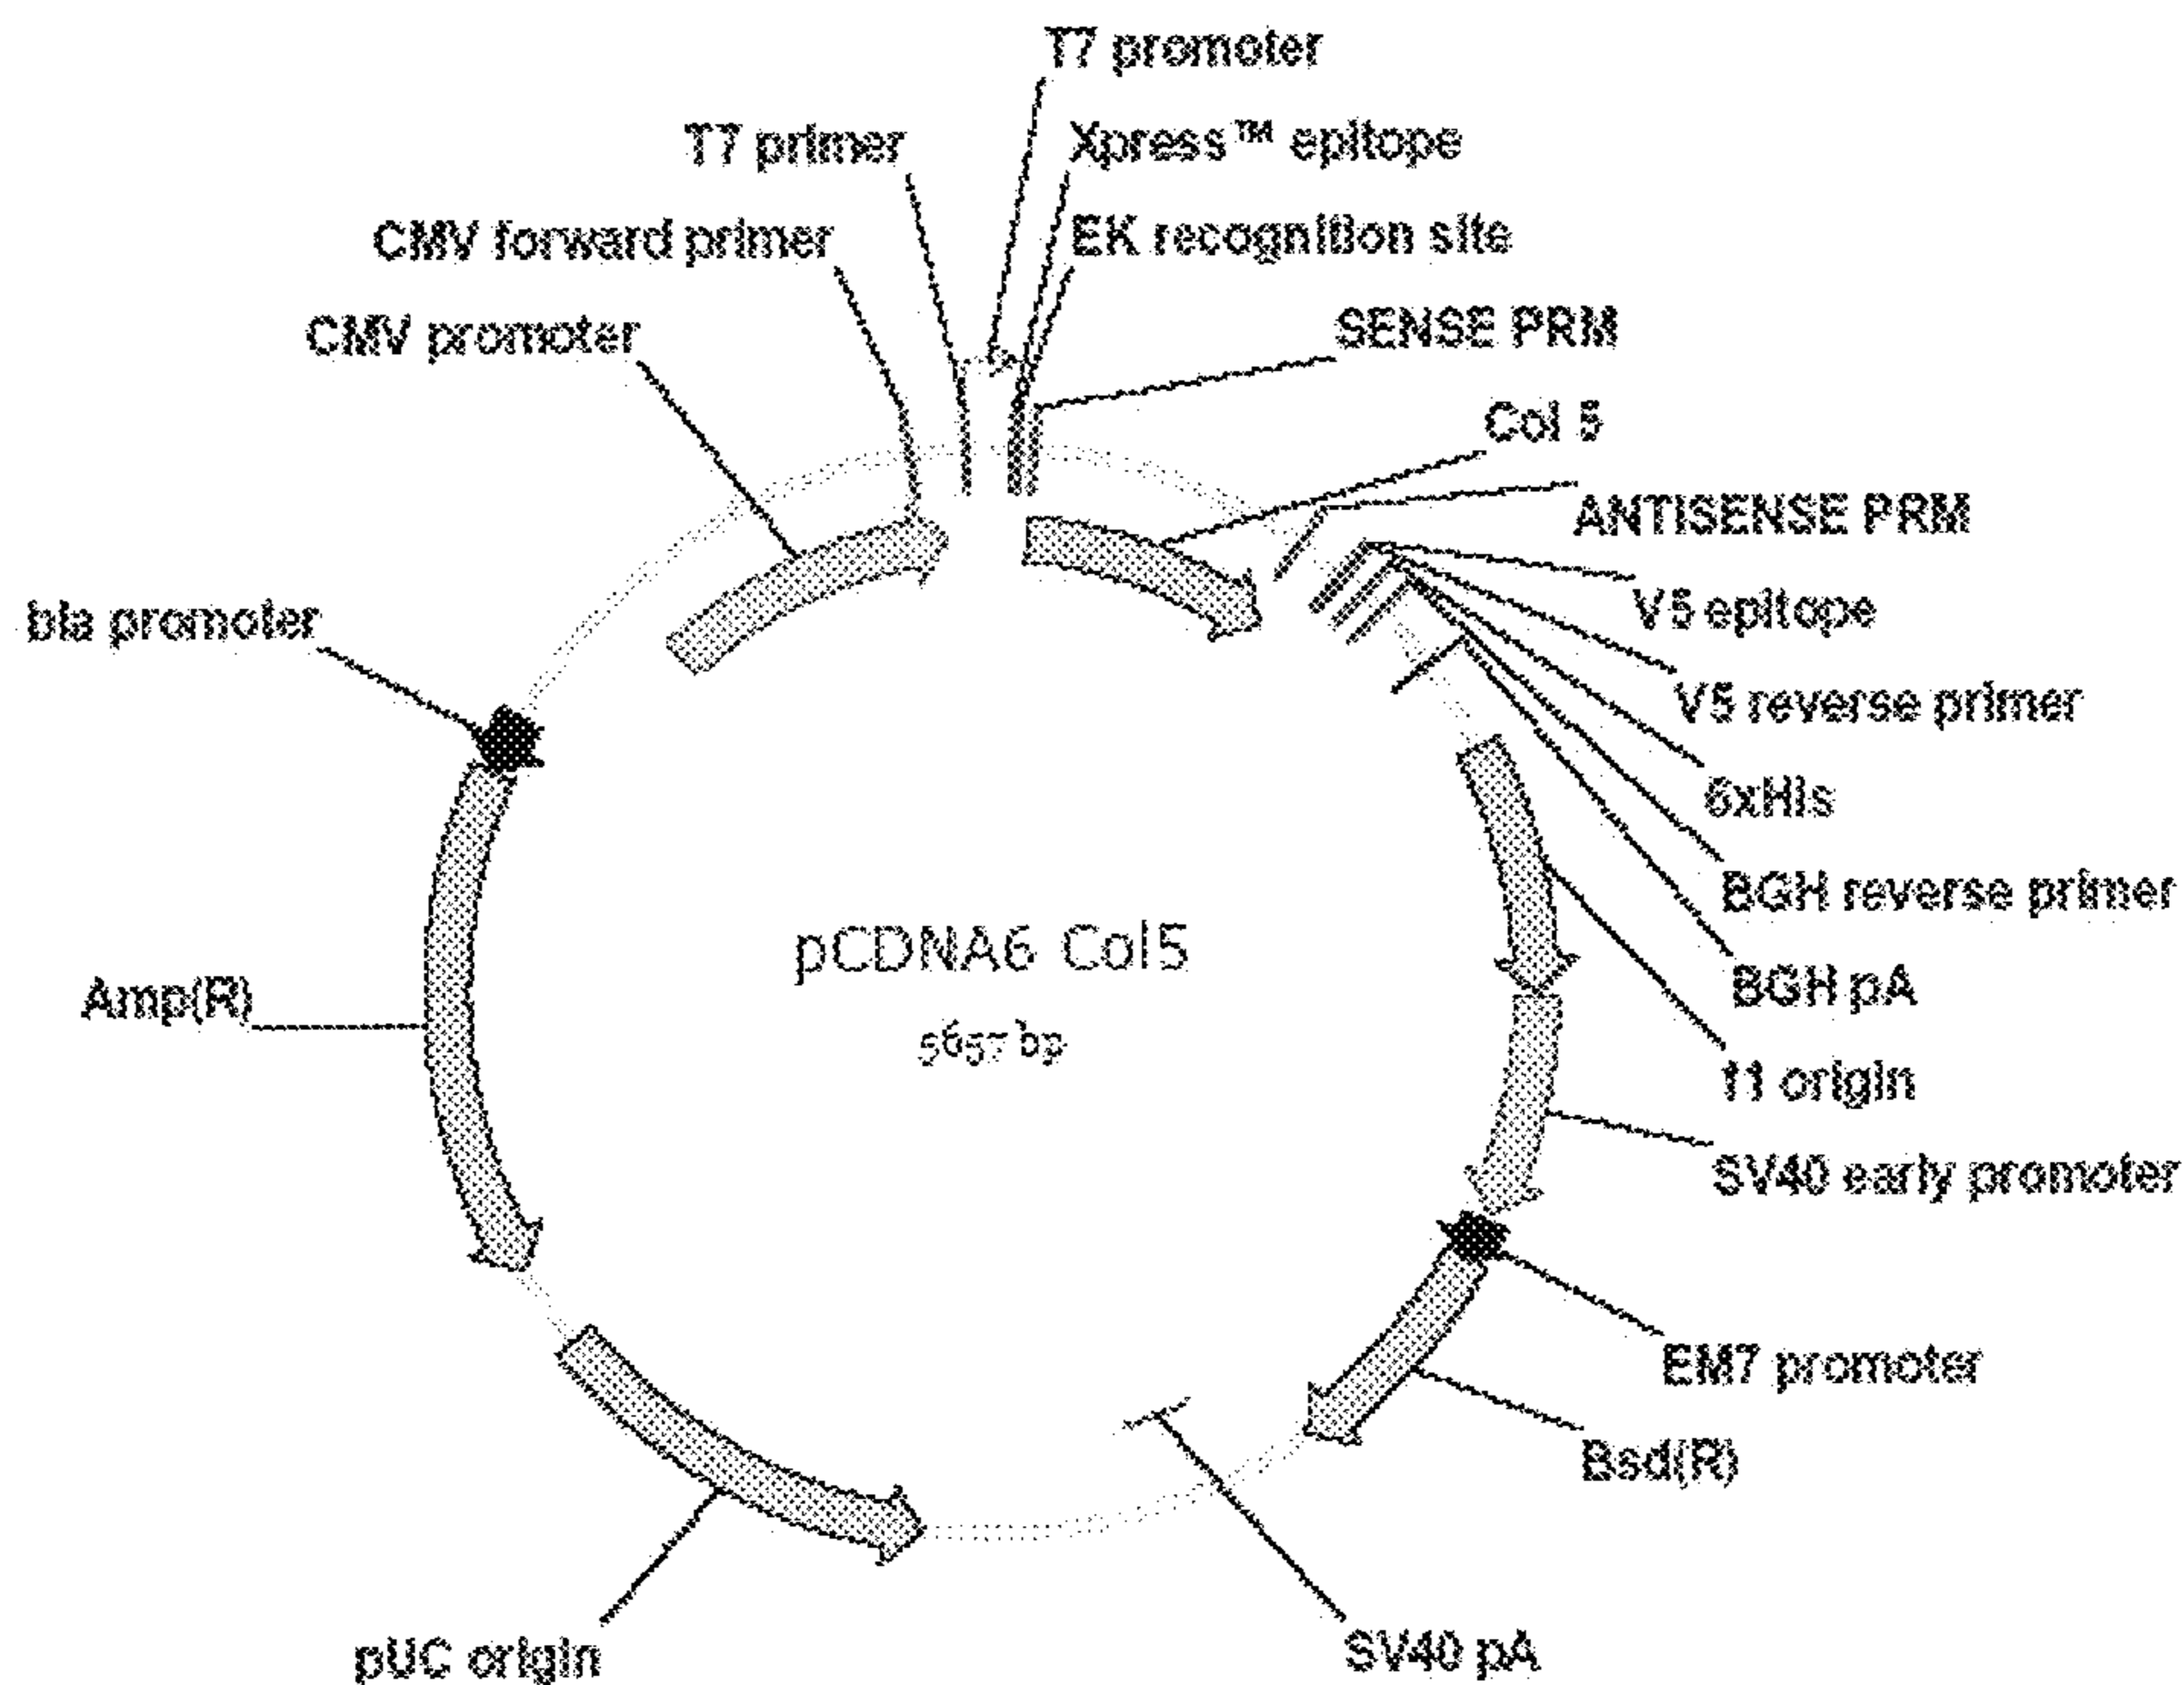 T7 promoter
T7 primer
Xpress™ epitope
CMV forward primer
EK recognition site
CMV promoter
SENSE PRM
Col 5
ANTISENSE PRM
bla promoter
V5 epitope
V5 reverse primer
6xHis
BGH reverse primer
pCDNA6 Col5
Amp(R)
BGH pA
5657 bp
f1 origin
SV40 early promoter
EM7 promoter
Bsd(R)
pUC origin
SV40 pA